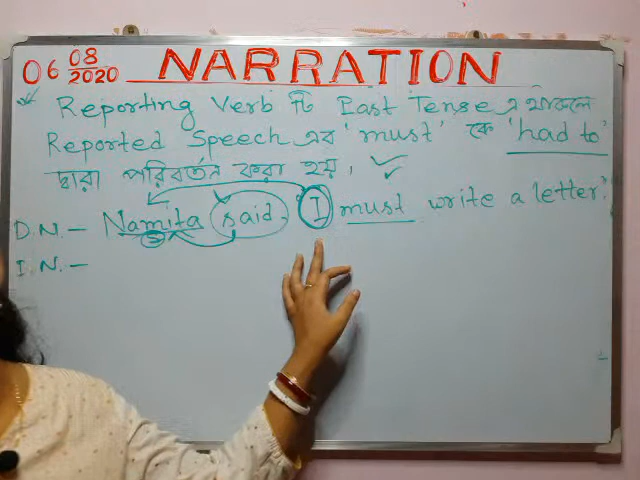 06 08/2020 NARRATION
Reporting Verb টি Past Tense এ থাকলে
Reported Speech এর 'must' কে 'had to'
দ্বারা পরিবর্তন করা হয়।
D.N.- Namita said, "I must write a letter."
I.N.-